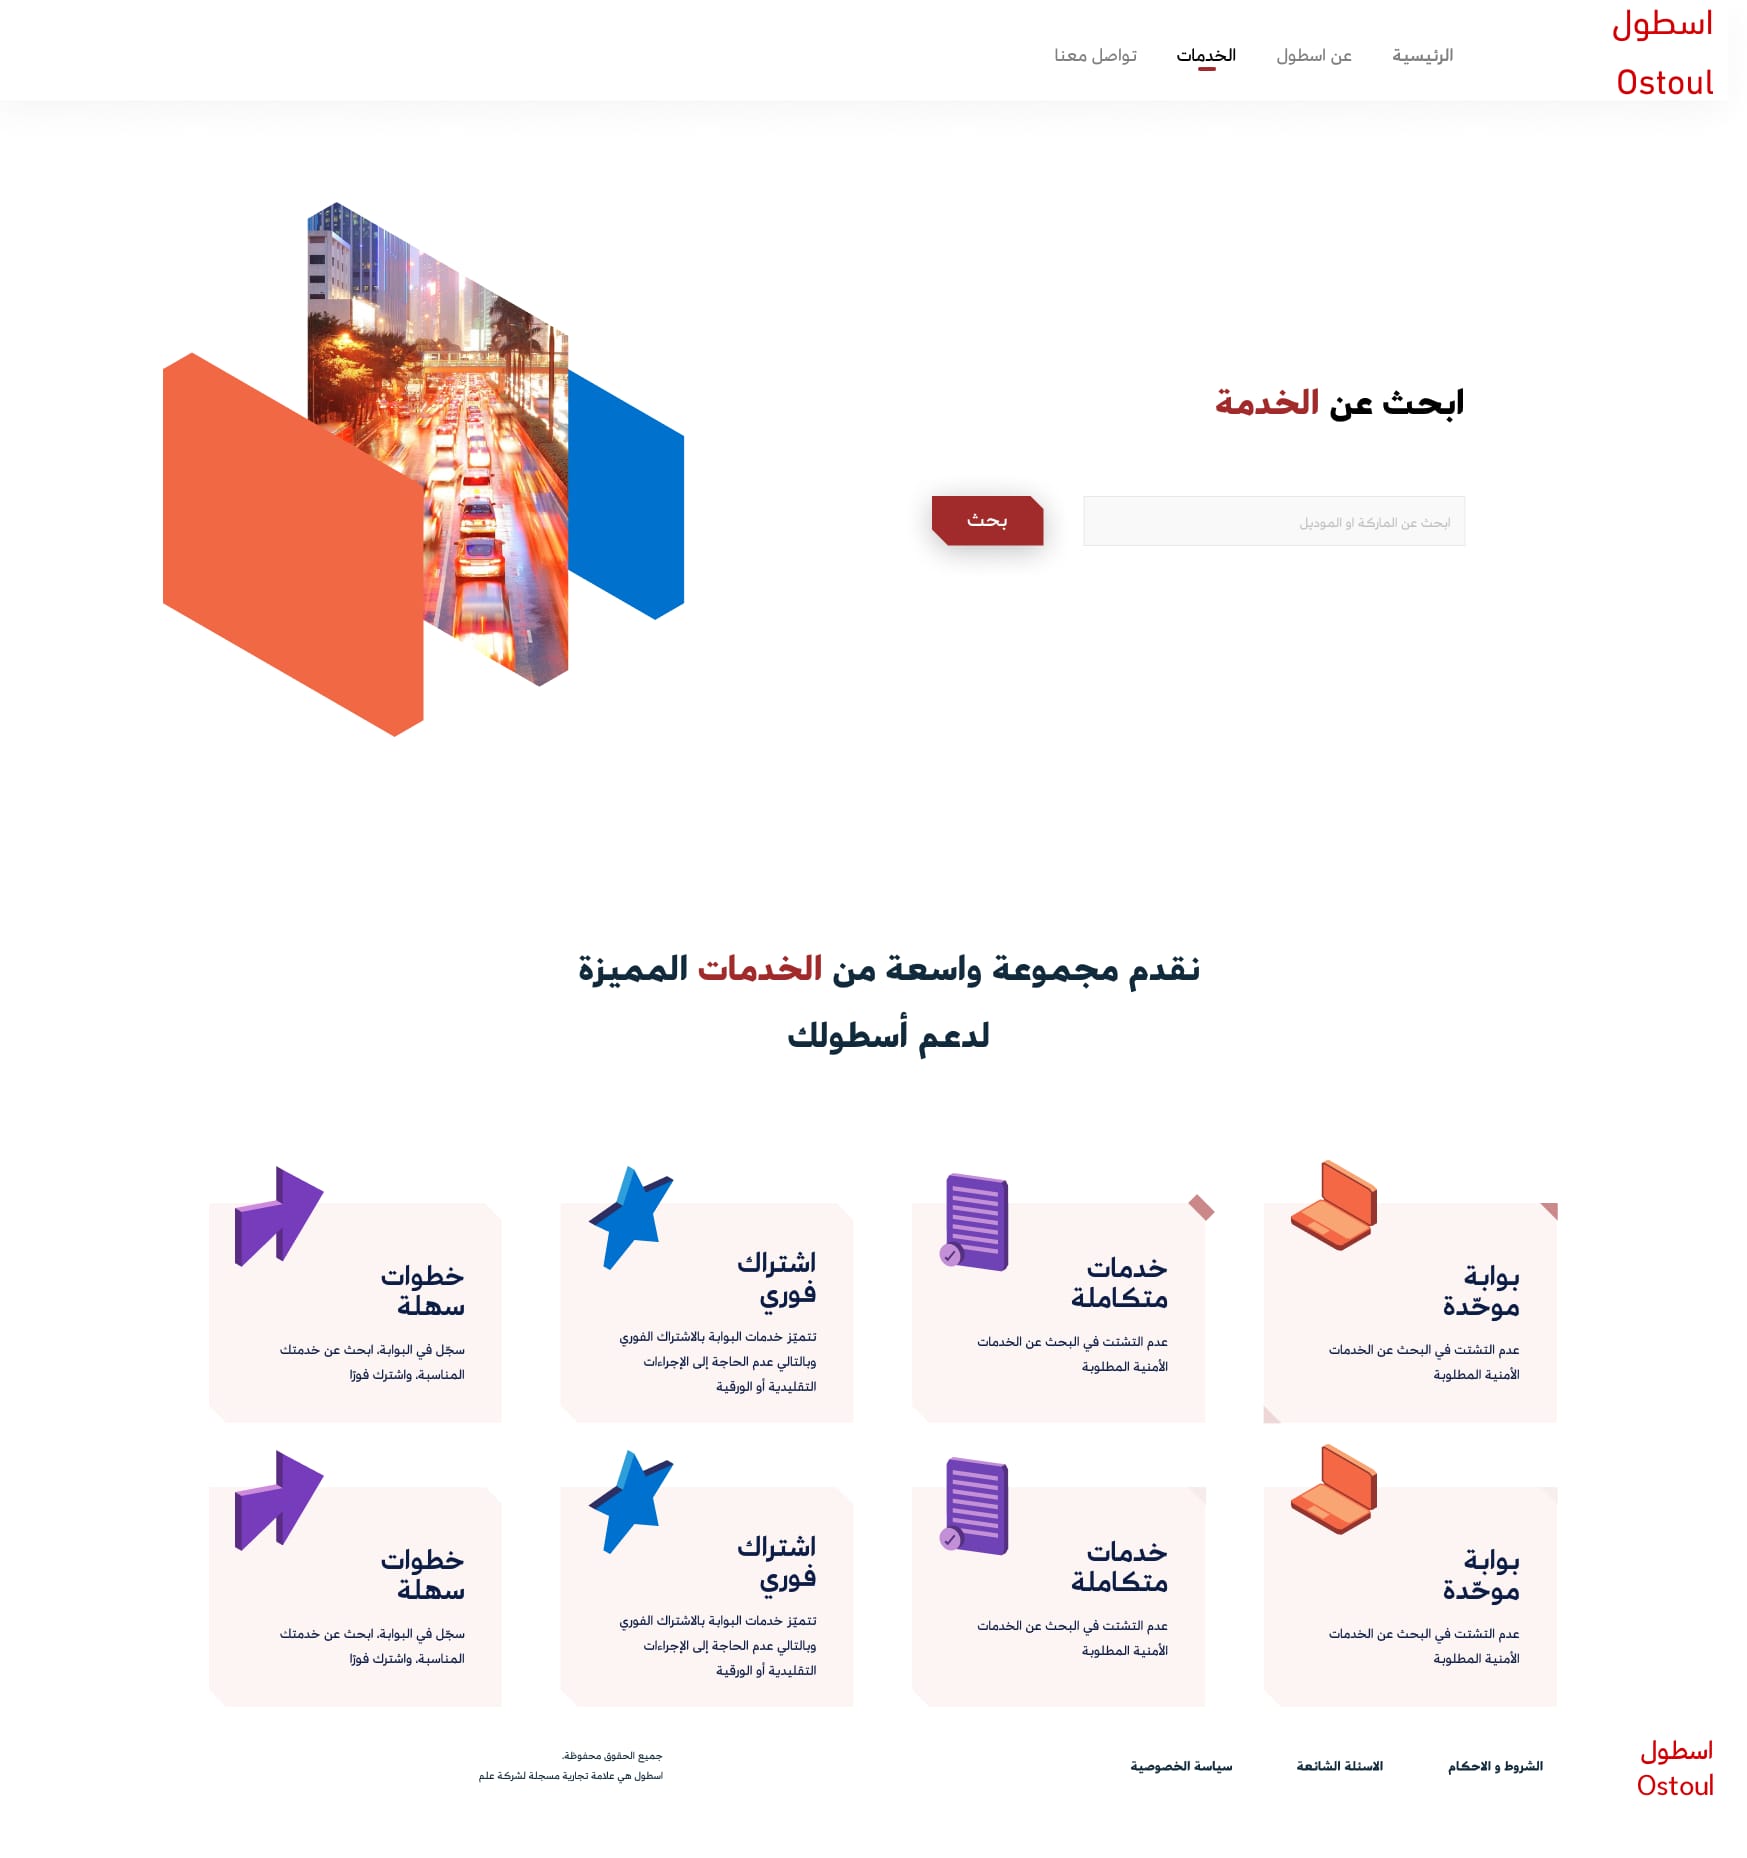 اسطول
Ostoul
الرئيسية
عن اسطول
الخدمات
تواصل معنا
ابحث عن الخدمة
ابحث عن الماركة او الموديل
بحث
نقدم مجموعة واسعة من الخدمات المميزة
لدعم أسطولك
بوابة
موحّدة
عدم التشتت في البحث عن الخدمات
الأمنية المطلوبة
خدمات
متكاملة
عدم التشتت في البحث عن الخدمات
الأمنية المطلوبة
اشتراك
فوري
تتميّز خدمات البوابة بالاشتراك الفوري
وبالتالي عدم الحاجة إلى الإجراءات
التقليدية أو الورقية
خطوات
سهلة
سجّل في البوابة، ابحث عن خدمتك
المناسبة، واشترك فورًا
بوابة
موحّدة
عدم التشتت في البحث عن الخدمات
الأمنية المطلوبة
خدمات
متكاملة
عدم التشتت في البحث عن الخدمات
الأمنية المطلوبة
اشتراك
فوري
تتميّز خدمات البوابة بالاشتراك الفوري
وبالتالي عدم الحاجة إلى الإجراءات
التقليدية أو الورقية
خطوات
سهلة
سجّل في البوابة، ابحث عن خدمتك
المناسبة، واشترك فورًا
اسطول
Ostoul
الشروط و الاحكام
الاسئلة الشائعة
سياسة الخصوصية
جميع الحقوق محفوظة.
اسطول هي علامة تجارية مسجلة لشركة علم